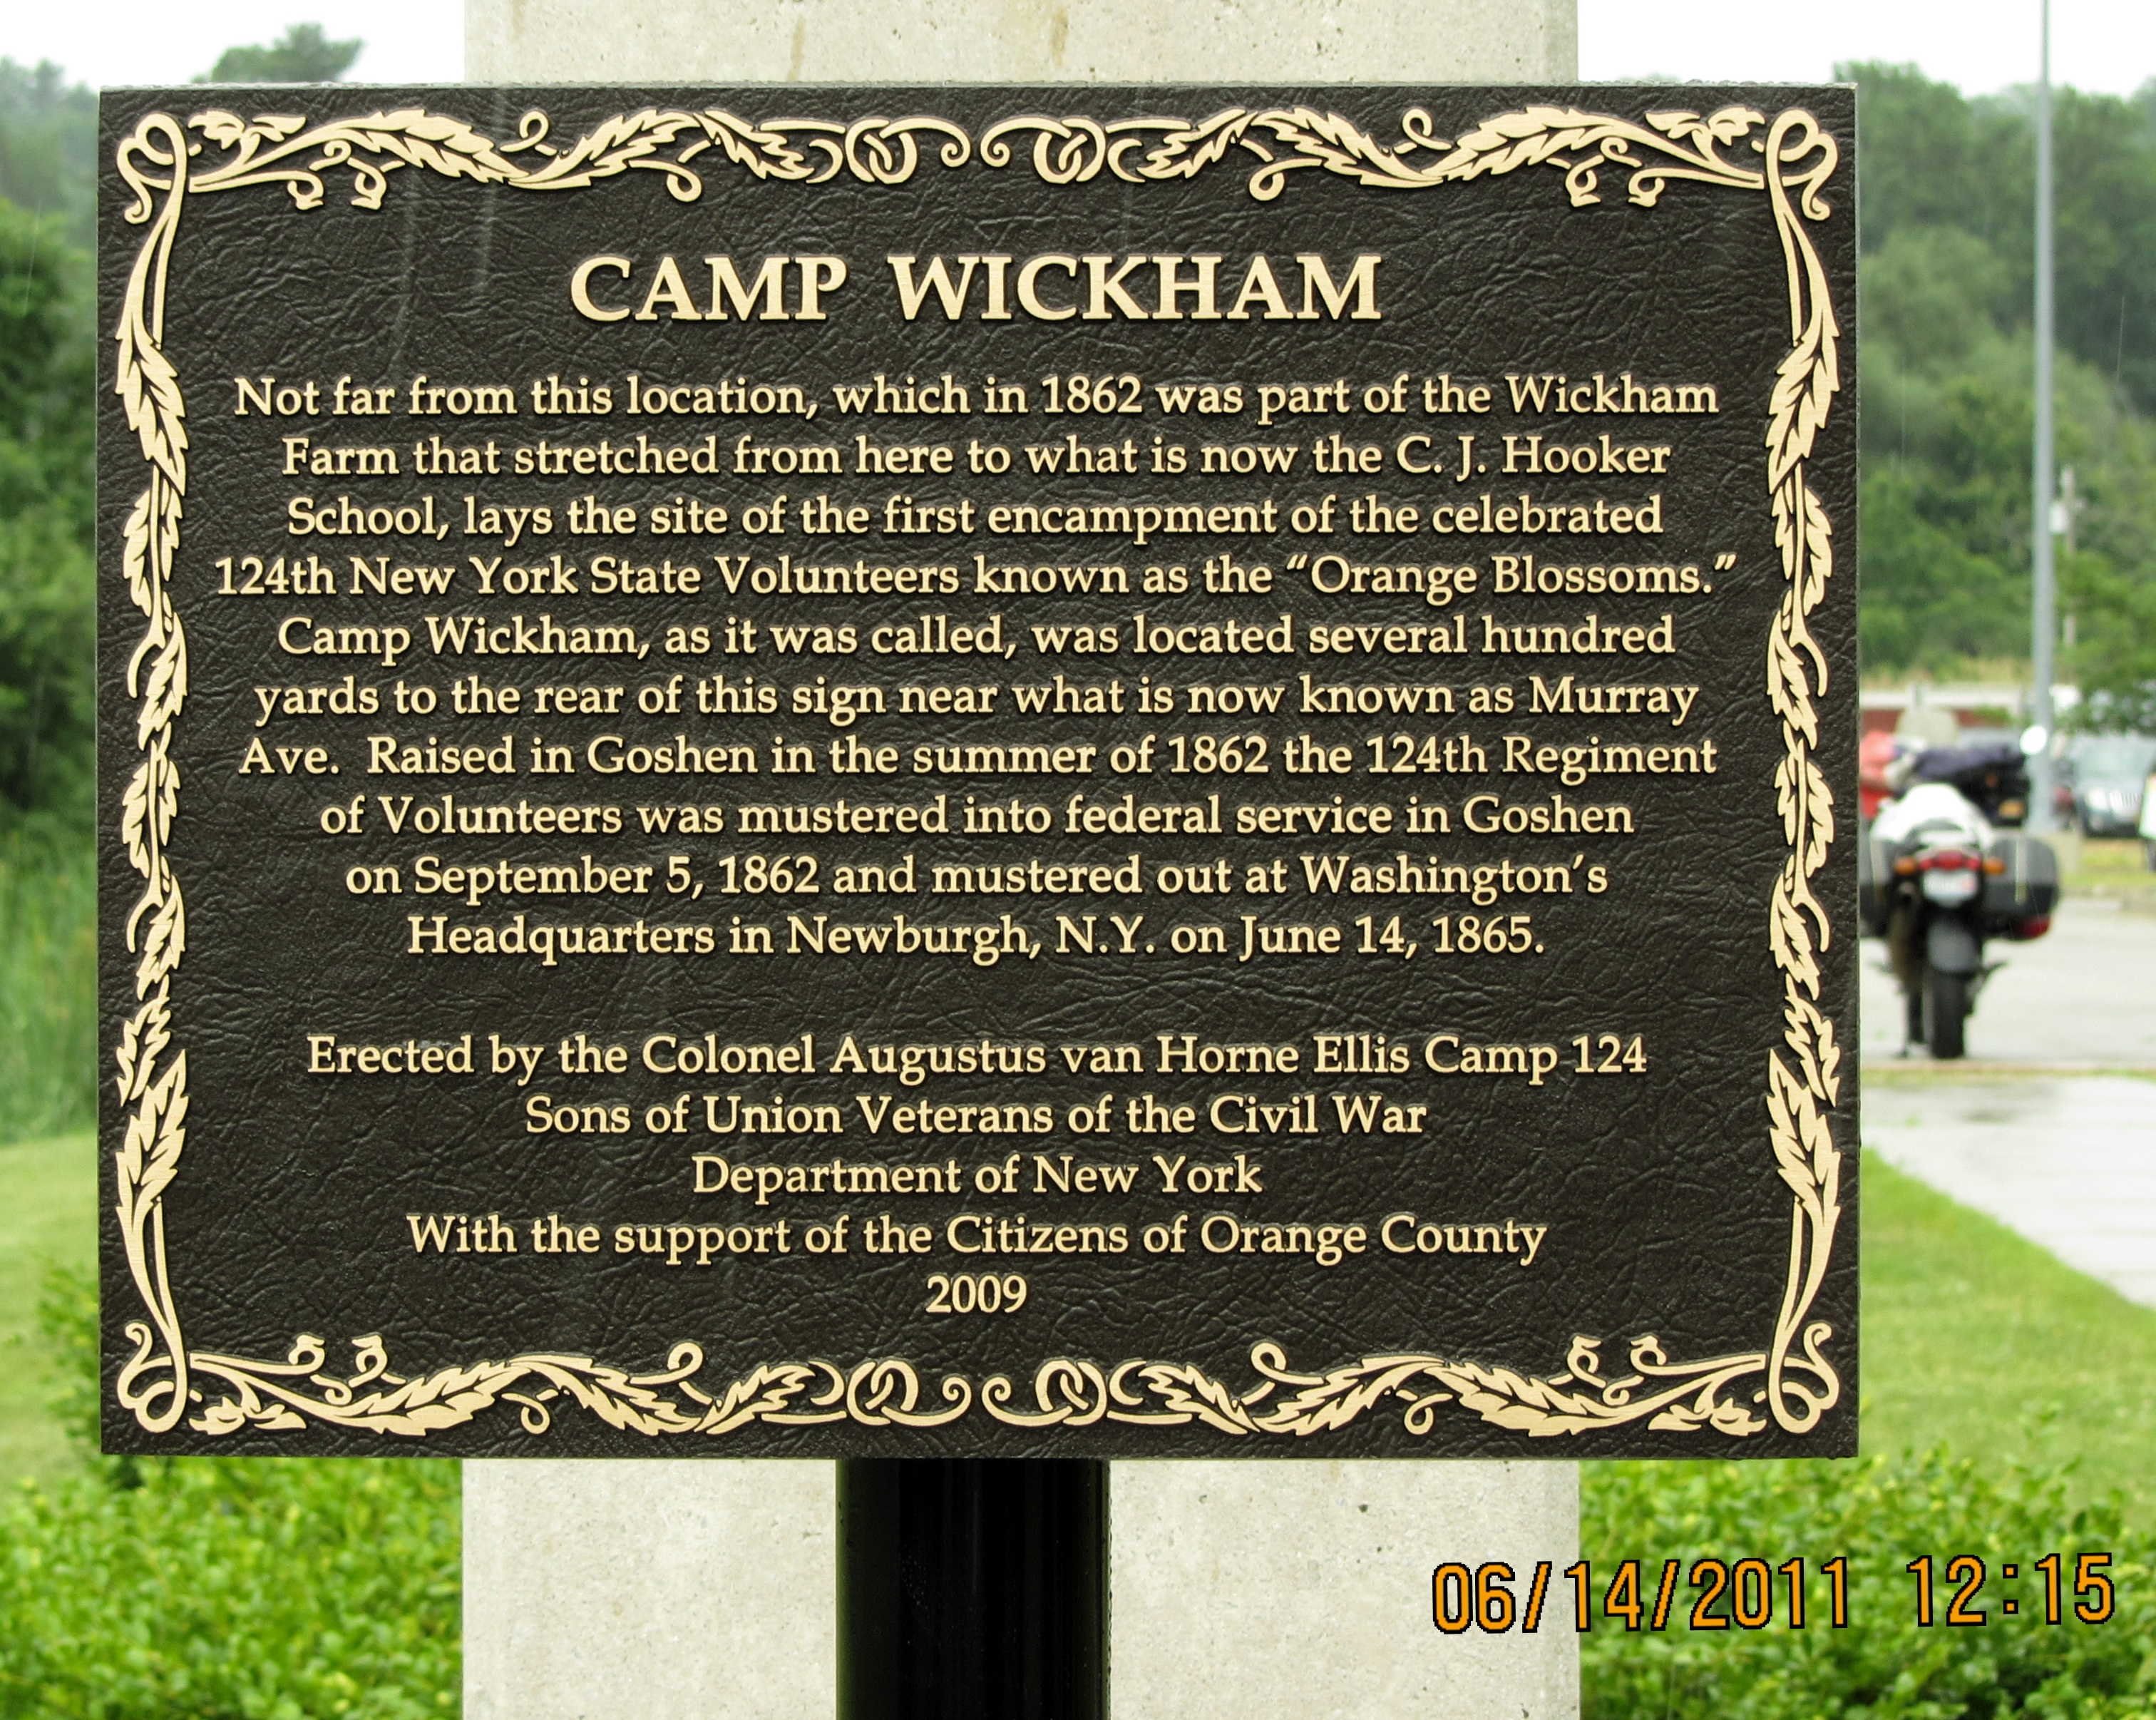 CAMP WICKHAM
Not far from this location, which in 1862 was part of the Wickham
Farm that stretched from here to what is now the C. J. Hooker
School, lays the site of the first encampment of the celebrated
124th New York State Volunteers known as the “Orange Blossoms.”
Camp Wickham, as it was called, was located several hundred
yards to the rear of this sign near what is now known as Murray
Ave.  Raised in Goshen in the summer of 1862 the 124th Regiment
of Volunteers was mustered into federal service in Goshen
on September 5, 1862 and mustered out at Washington’s
Headquarters in Newburgh, N.Y. on June 14, 1865.
Erected by the Colonel Augustus van Horne Ellis Camp 124
Sons of Union Veterans of the Civil War
Department of New York
With the support of the Citizens of Orange County
2009
06/14/2011 12:15